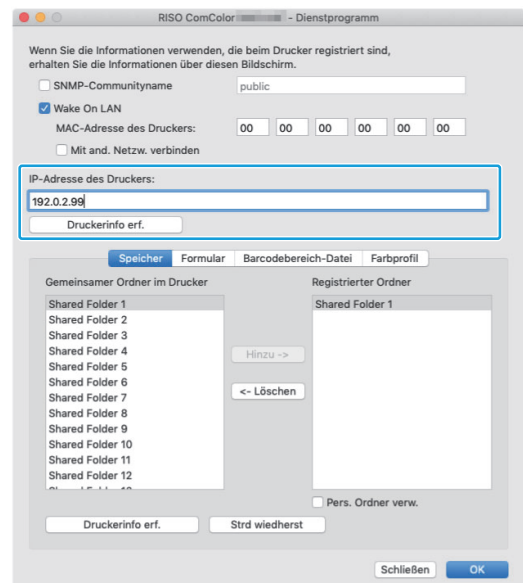 RISO ComColor - Dienstprogramm
Wenn Sie die Informationen verwenden, die beim Drucker registriert sind,
erhalten Sie die Informationen über diesen Bildschirm.
SNMP-Communityname public
Wake On LAN
MAC-Adresse des Druckers: 00 00 00 00 00 00
Mit and. Netzw. verbinden
IP-Adresse des Druckers:
192.0.2.99
Druckerinfo erf.
Speicher Formular Barcodebereich-Datei Farbprofil
Gemeinsamer Ordner im Drucker
Shared Folder 1
Shared Folder 2
Shared Folder 3
Shared Folder 4
Shared Folder 5
Shared Folder 6
Shared Folder 7
Shared Folder 8
Shared Folder 9
Shared Folder 10
Shared Folder 11
Shared Folder 12
Hinzu ->
<- Löschen
Registrierter Ordner
Shared Folder 1
Pers. Ordner verw.
Druckerinfo erf. Strd wiedherst
Schließen OK